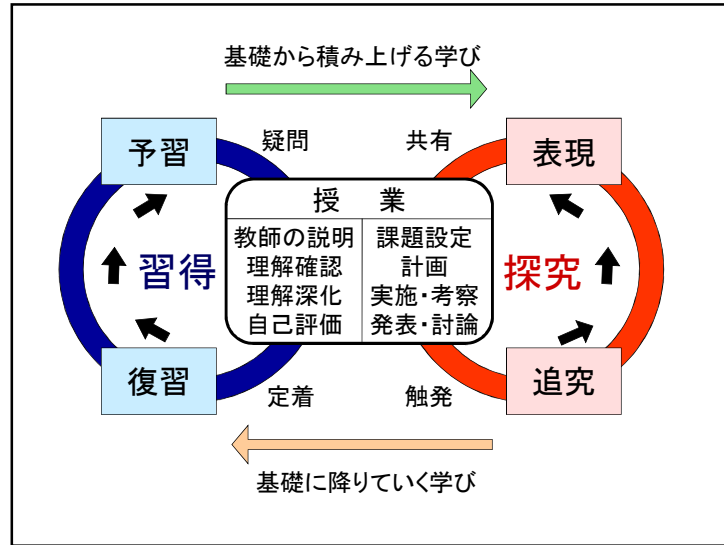 基礎から積み上げる学び
疑問
共有
予習
表現
授　業
教師の説明
理解確認
理解深化
自己評価
課題設定
計画
実施・考察
発表・討論
習得
探究
復習
追究
定着
触発
基礎に降りていく学び